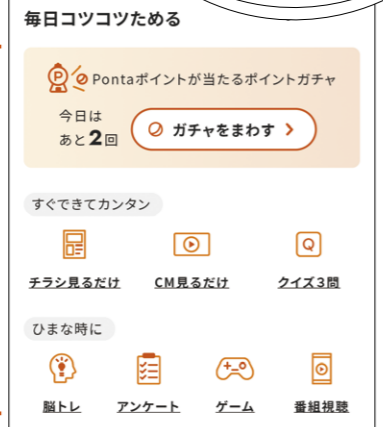 毎日コツコツためる
Pontaポイントが当たるポイントガチャ
今日は
あと2回
ガチャをまわす
すぐできてカンタン
チラシ見るだけ CM見るだけ クイズ3問
ひまな時に
脳トレ アンケート ゲーム 番組視聴